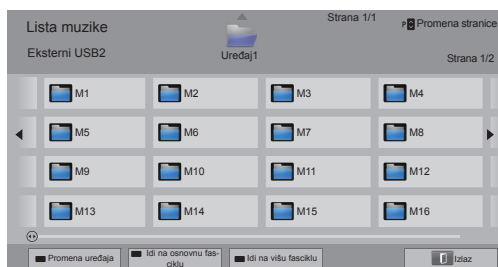 Lista muzike
Strana 1/1
P Promena stranice
Eksterni USB2
Uređaj1
Strana 1/2
M1
M2
M3
M4
M5
M6
M7
M8
M9
M10
M11
M12
M13
M14
M15
M16
Promena uređaja
Idi na osnovnu fas-
ciklu
Idi na višu fasciklu
Izlaz